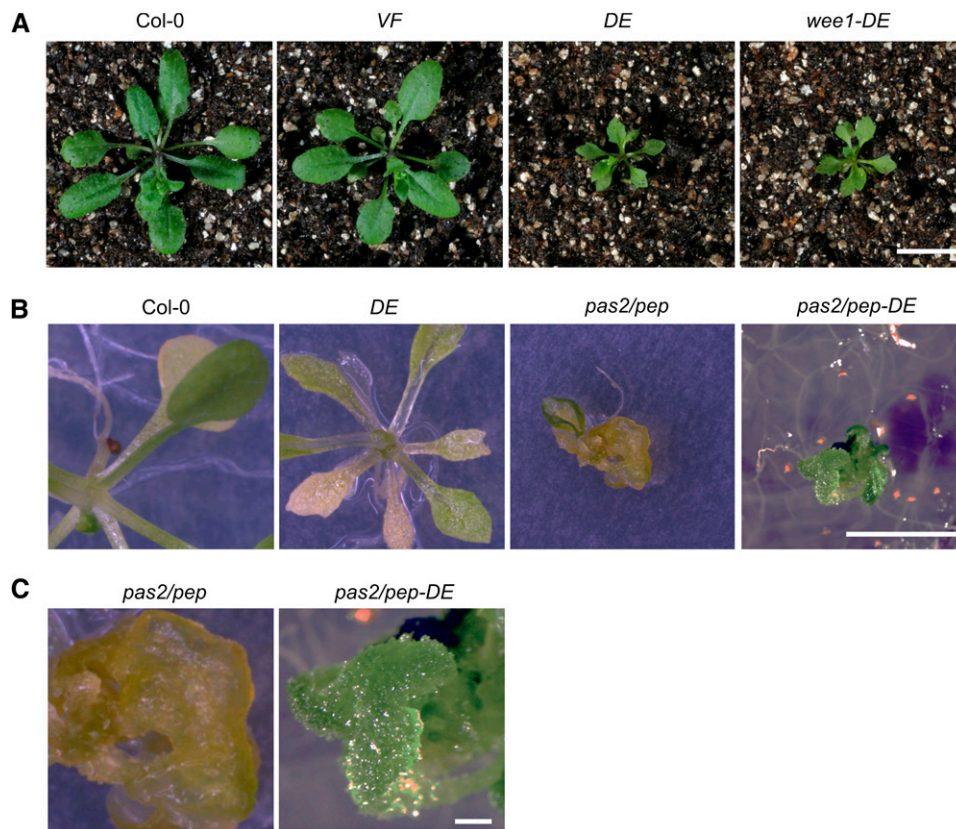 A
Col-0 VF DE wee1-DE
B
Col-0 DE pas2/pep pas2/pep-DE
C
pas2/pep pas2/pep-DE